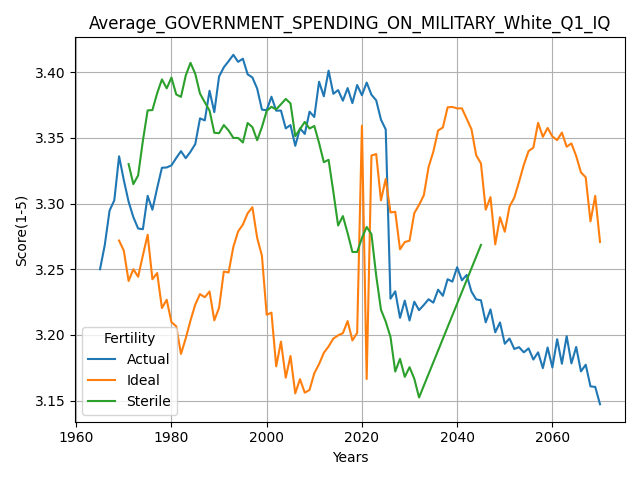 Average_GOVERNMENT_SPENDING_ON_MILITARY_White_Q1_IQ
3.40
3.35
3.30
3.25
3.20
3.15
Score(1-5)
Fertility
Actual
Ideal
Sterile
1960
1980
2000
2020
2040
2060
Years